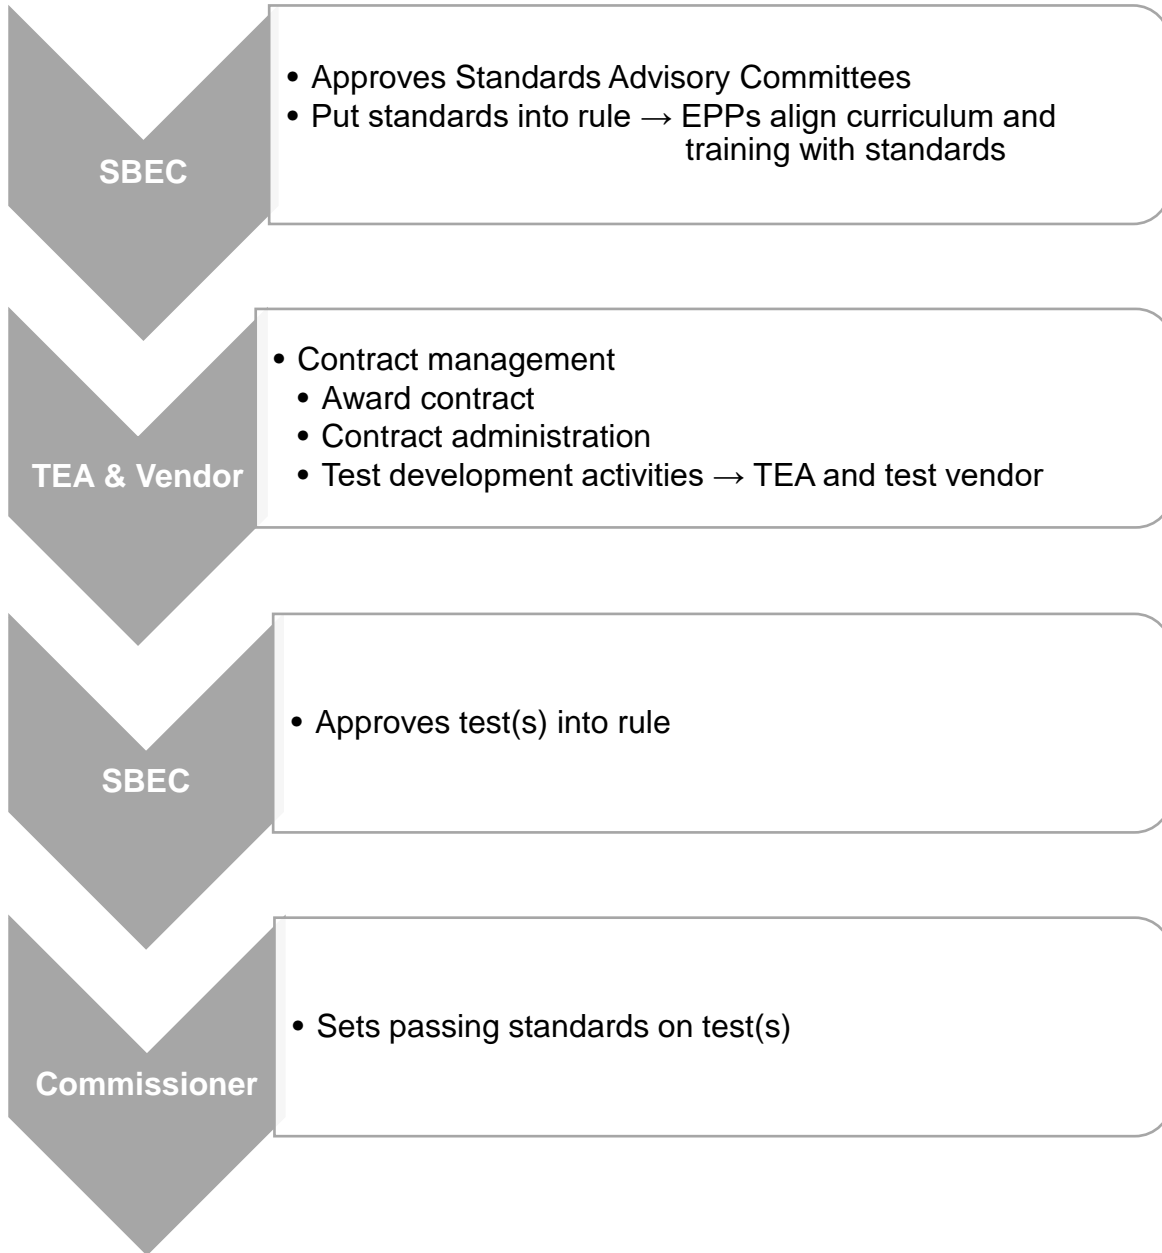 SBEC
• Approves Standards Advisory Committees
• Put standards into rule → EPPs align curriculum and
training with standards
TEA & Vendor
• Contract management
• Award contract
• Contract administration
• Test development activities → TEA and test vendor
SBEC
• Approves test(s) into rule
Commissioner
• Sets passing standards on test(s)